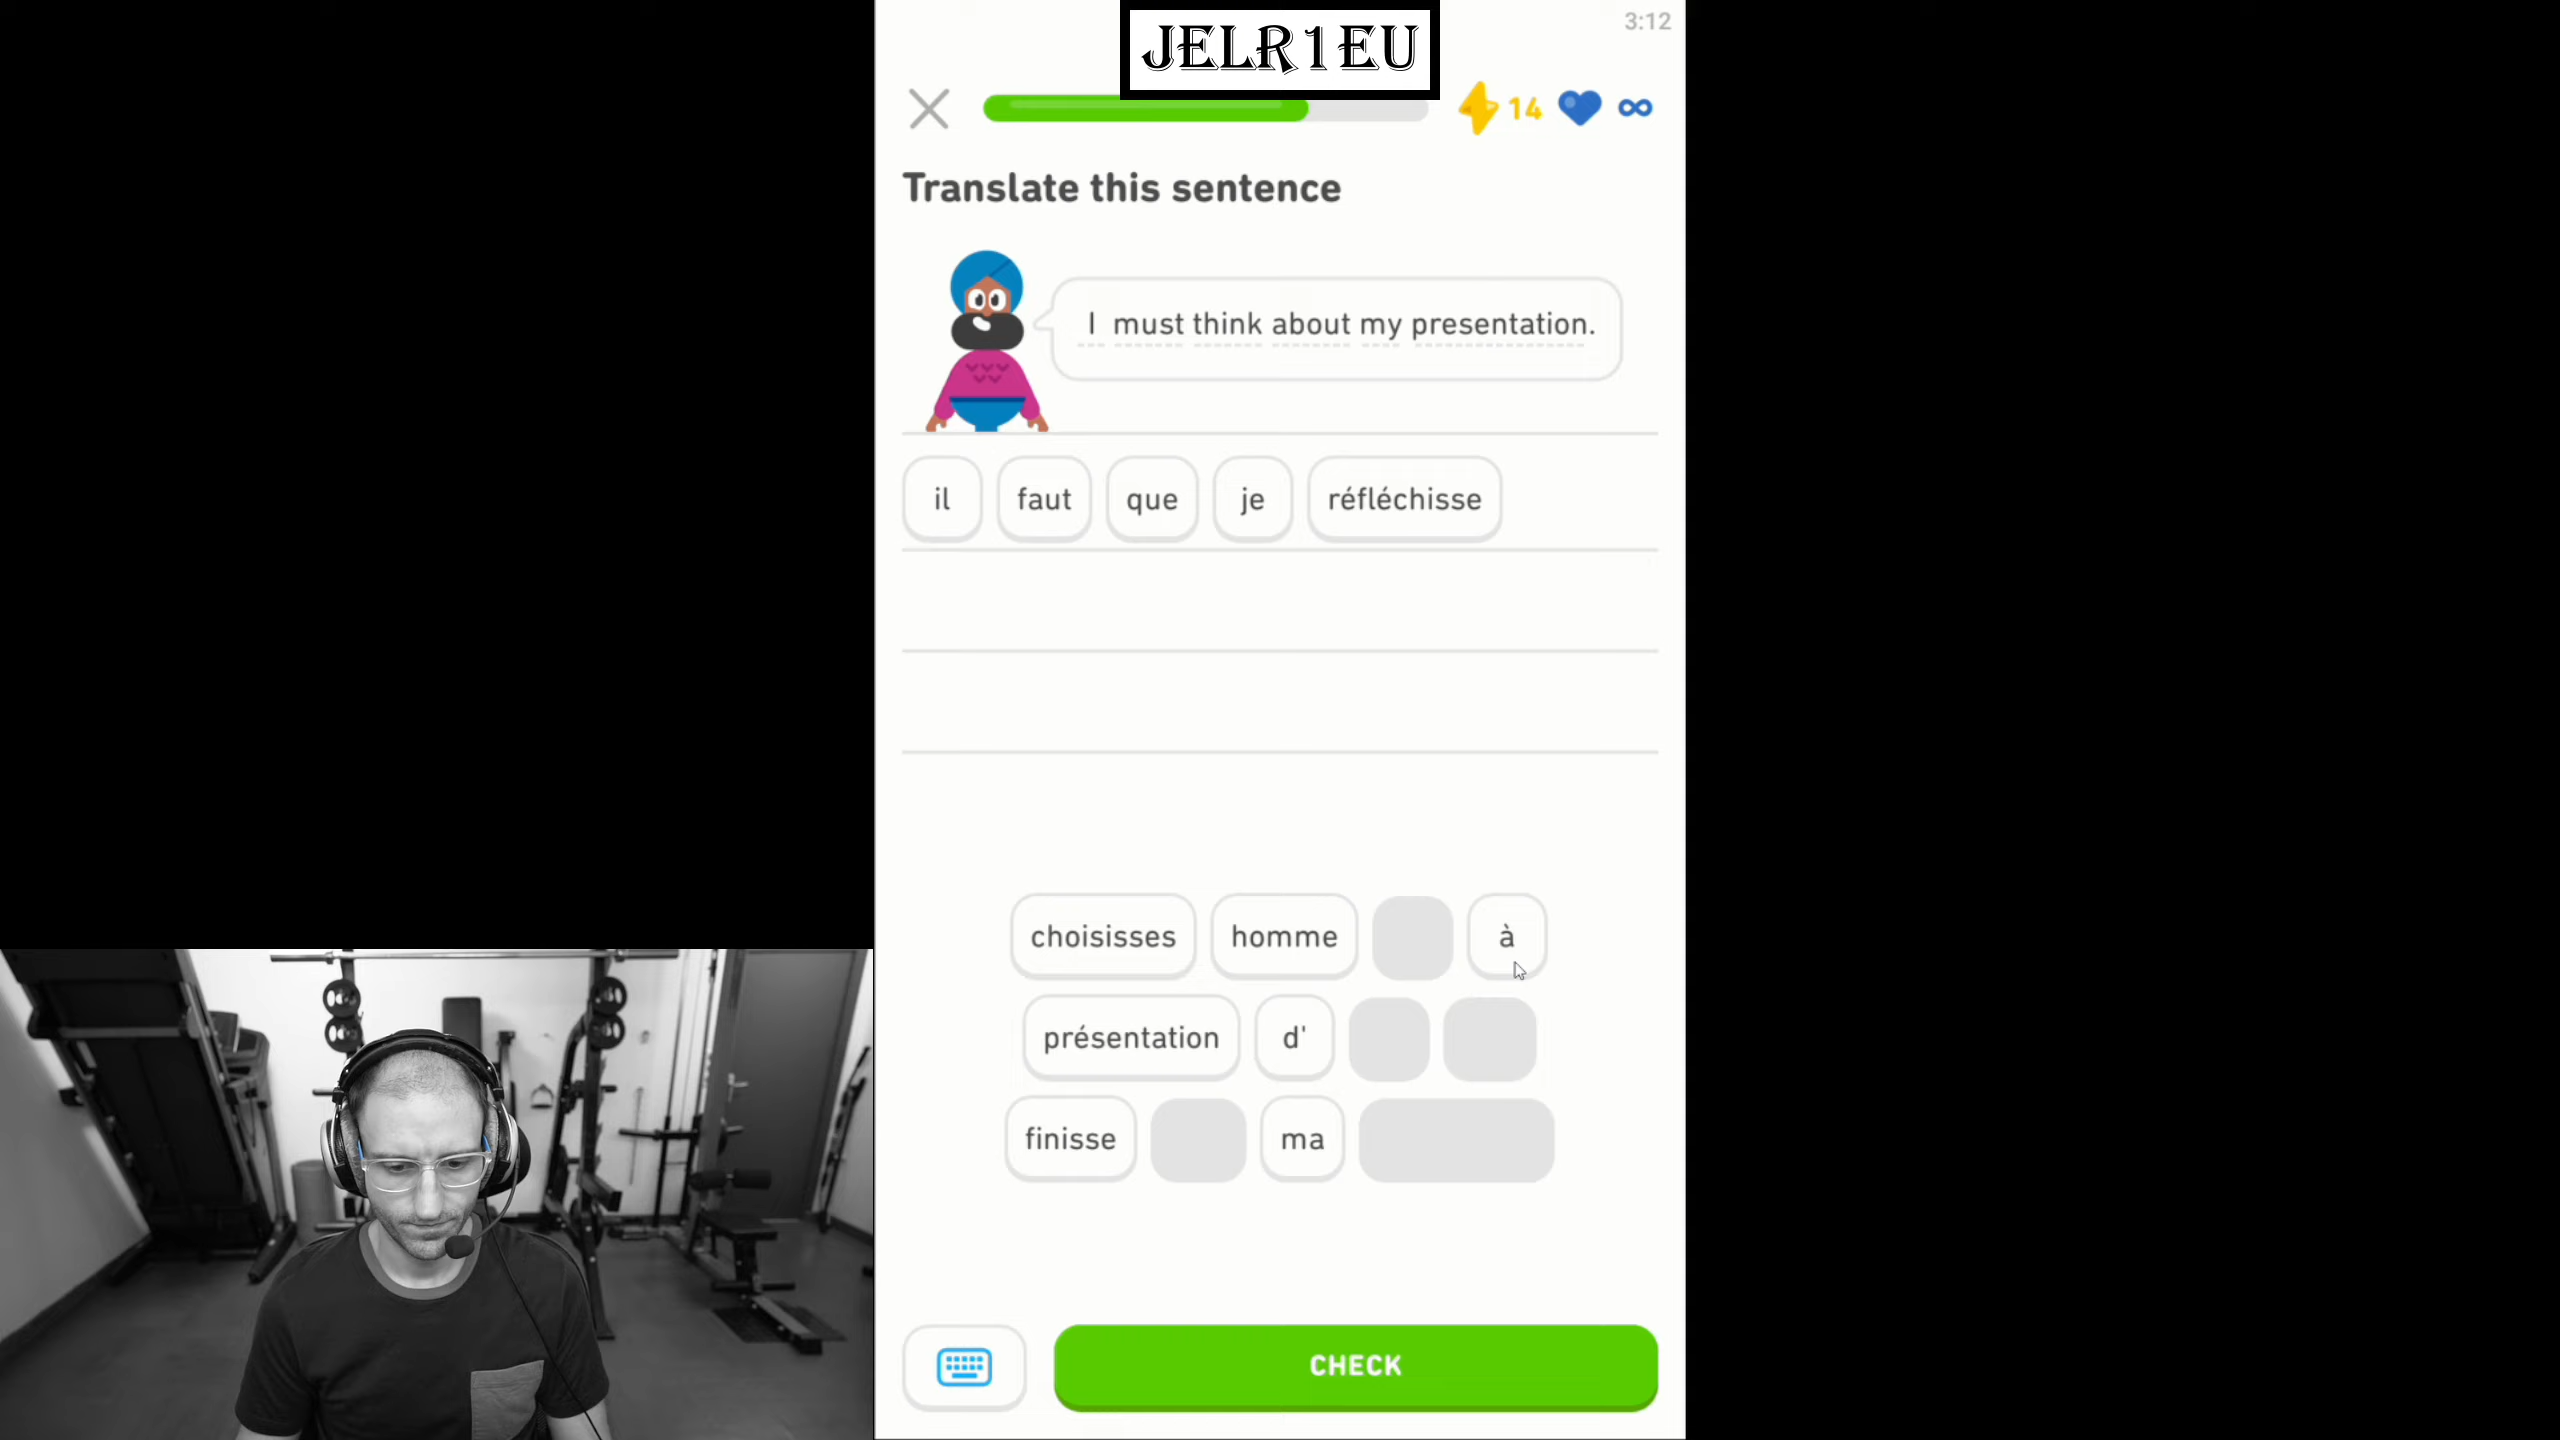 JELR1EU
3:12
14
Translate this sentence
I must think about my presentation.
il faut que je réfléchisse
choisisses homme à
présentation d'
finisse ma
CHECK